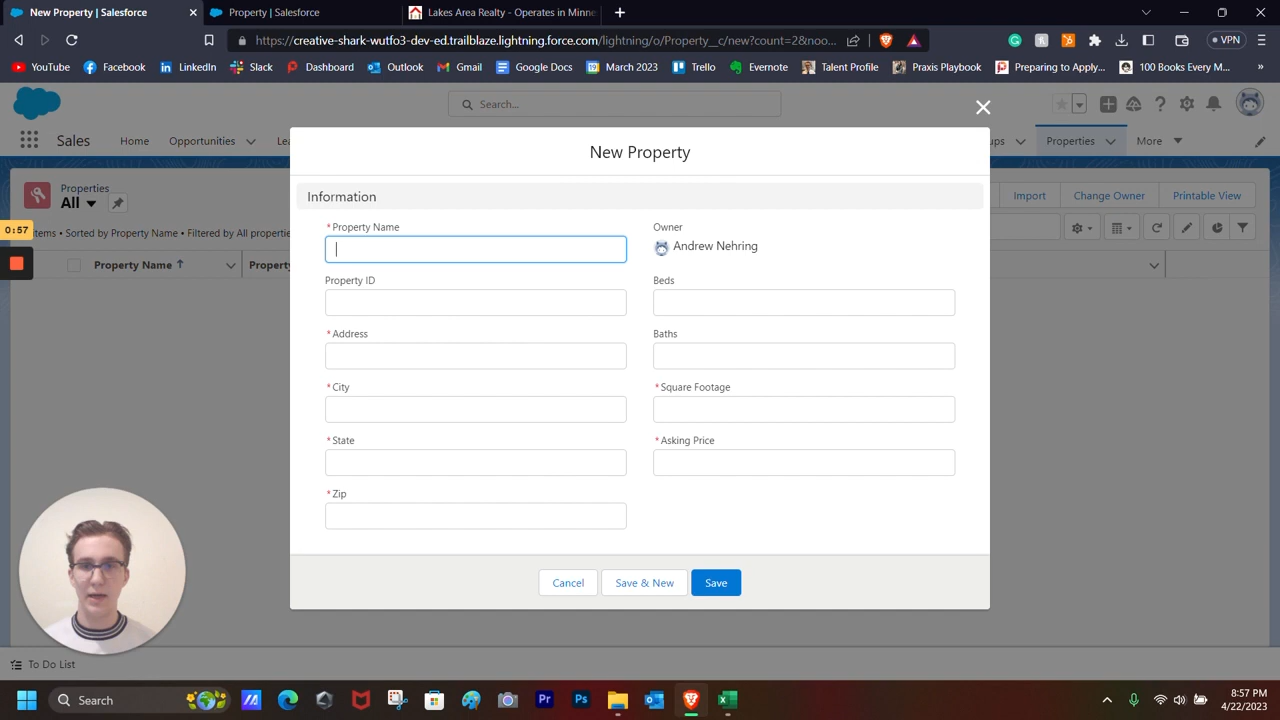 New Property | Salesforce
Property | Salesforce
Lakes Area Realty - Operates in Minne
https://creative-shark-wutfo3-dev-ed.trailblaze.lightning.force.com/lightning/o/Property__c/new?count=2&noo...
VPN
YouTube
Facebook
LinkedIn
Slack
Dashboard
Outlook
Gmail
Google Docs
March 2023
Trello
Evernote
Talent Profile
Praxis Playbook
Preparing to Apply...
100 Books Every M...
»
Search...
Sales
Home
Opportunities
Lea
ups
Properties
More
New Property
Properties
All
Import
Change Owner
Printable View
0:57
items • Sorted by Property Name • Filtered by All propertie
Property Name
Propert
Information
*Property Name
Owner
Andrew Nehring
Property ID
Beds
*Address
Baths
*City
*Square Footage
*State
*Asking Price
*Zip
Cancel
Save & New
Save
To Do List
Search
Pr
Ps
8:57 PM
4/22/2023